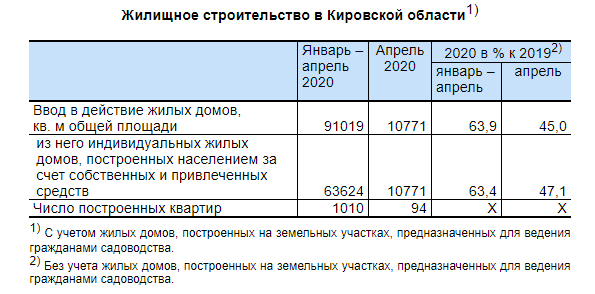 Жилищное строительство в Кировской области1)
Январь – апрель 2020 Апрель 2020 2020 в % к 20192)
январь – апрель апрель
Ввод в действие жилых домов,
кв. м общей площади 91019 10771 63,9 45,0
из него индивидуальных жилых
домов, построенных населением за
счет собственных и привлеченных
средств 63624 10771 63,4 47,1
Число построенных квартир 1010 94 X X
1) С учетом жилых домов, построенных на земельных участках, предназначенных для ведения
гражданами садоводства.
2) Без учета жилых домов, построенных на земельных участках, предназначенных для ведения
гражданами садоводства.